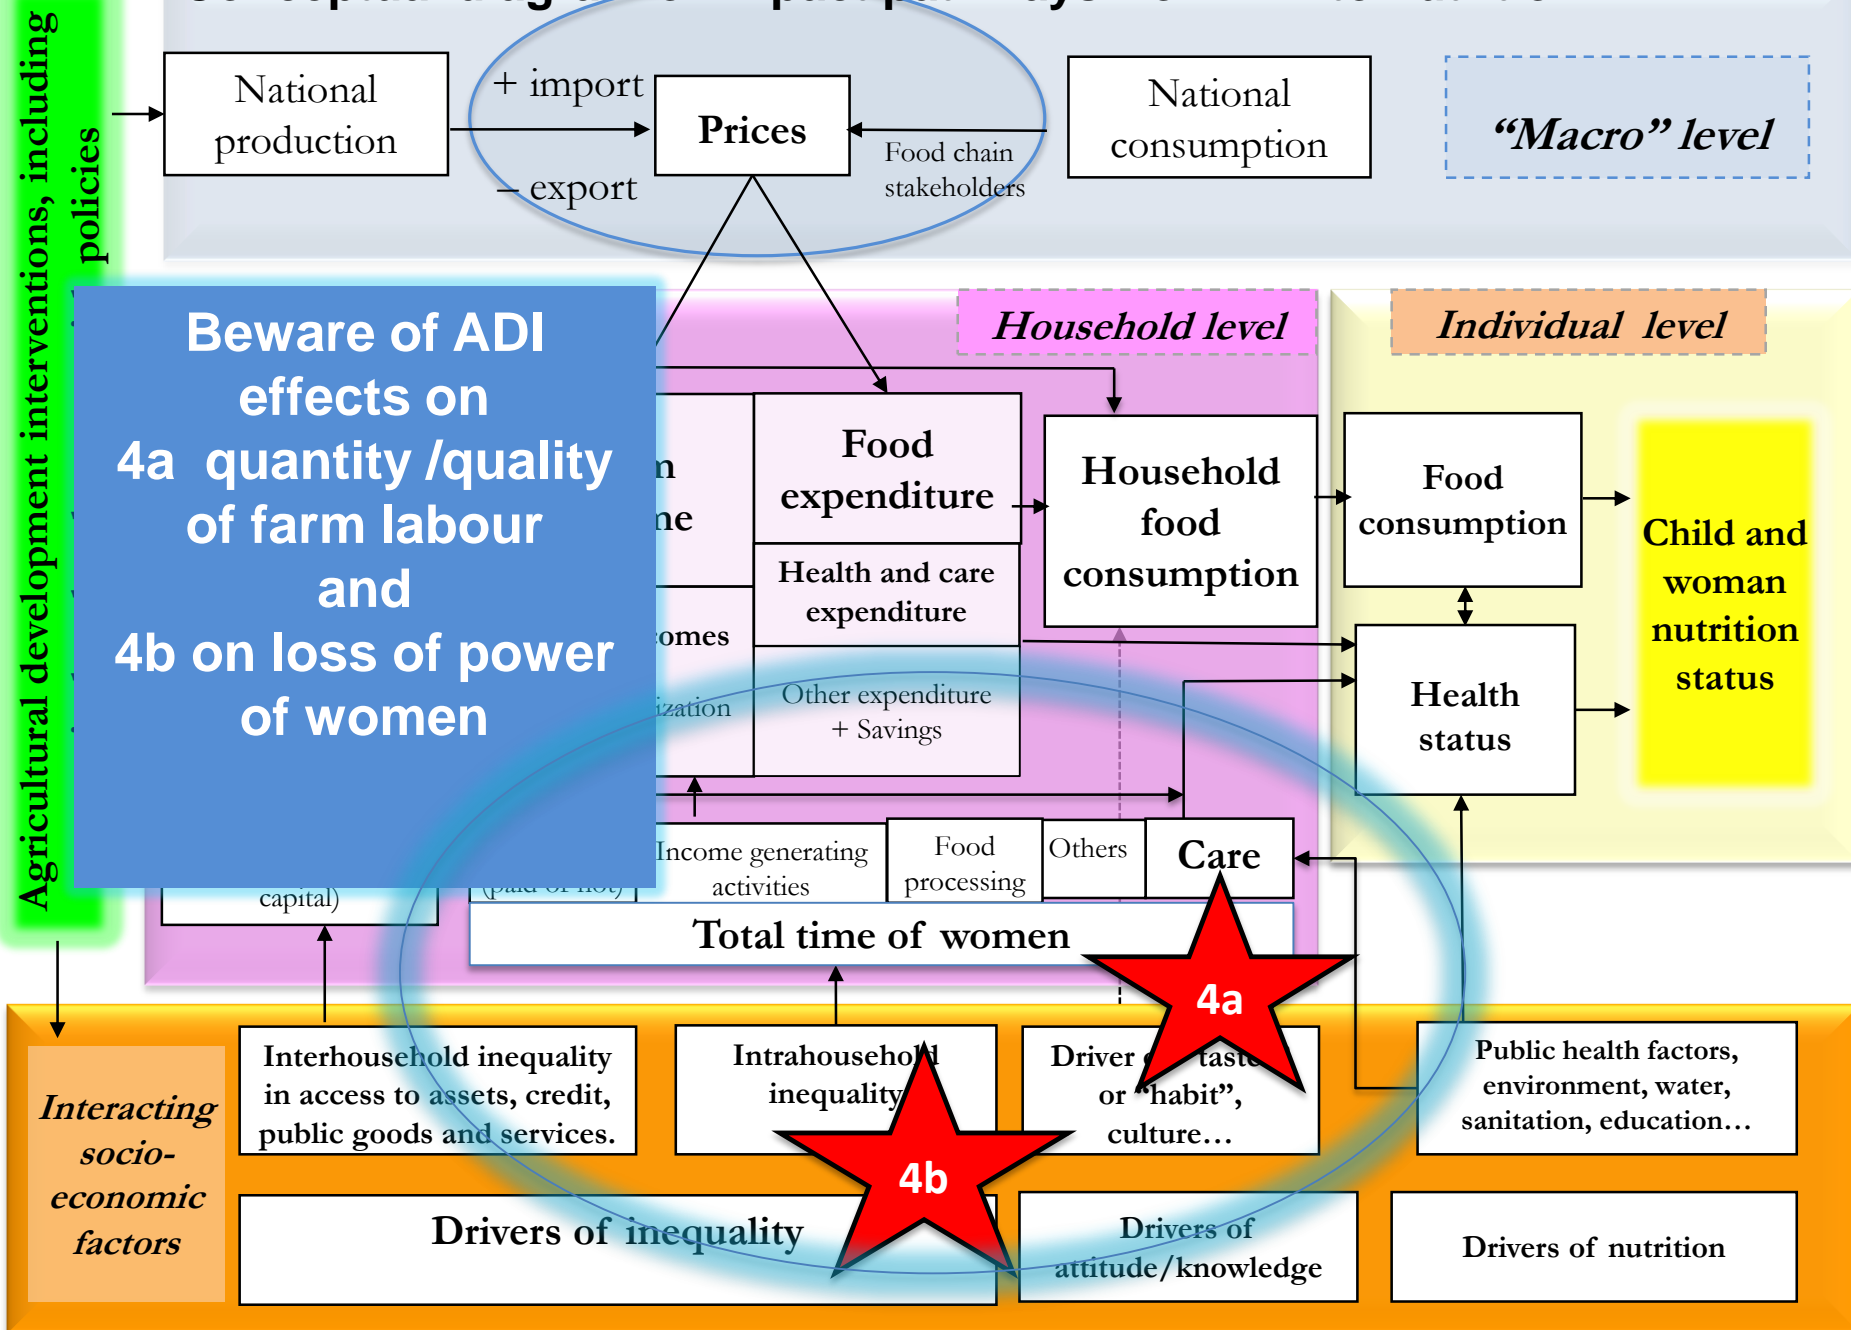 Agricultural development interventions, including
policies
National
production
+ import
– export
Prices
Food chain
stakeholders
National
consumption
“Macro” level
Beware of ADI
effects on
4a quantity /quality
of farm labour
and
4b on loss of power
of women
Household level
Individual level
Food
expenditure
Health and care
expenditure
Other expenditure
+ Savings
Household
food
consumption
Food
consumption
Health
status
Child and
woman
nutrition
status
capital)
(paid or not)
Income generating
activities
Food
processing
Others
Care
Total time of women
4a
4b
Interacting
socio-
economic
factors
Interhousehold inequality
in access to assets, credit,
public goods and services.
Intrahousehold
inequality
Driver
or “habit”,
culture…
Public health factors,
environment, water,
sanitation, education…
Drivers of inequality
Drivers of
attitude/knowledge
Drivers of nutrition